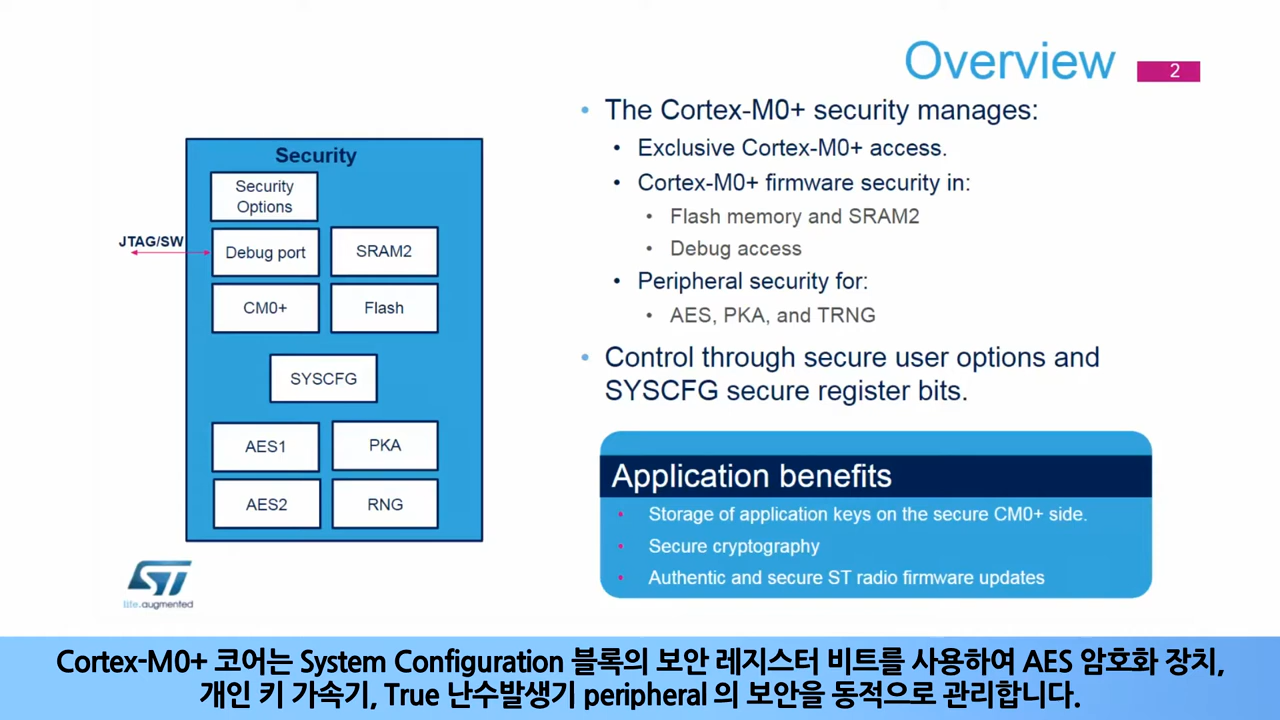 Overview
2
Security
Security
Options
JTAG/SW
Debug port
SRAM2
CM0+
Flash
SYSCFG
AES1
PKA
AES2
RNG
• The Cortex-M0+ security manages:
• Exclusive Cortex-M0+ access.
• Cortex-M0+ firmware security in:
• Flash memory and SRAM2
• Debug access
• Peripheral security for:
• AES, PKA, and TRNG
• Control through secure user options and
SYSCFG secure register bits.
Application benefits
• Storage of application keys on the secure CM0+ side.
• Secure cryptography
• Authentic and secure ST radio firmware updates
ST
life.augmented
Cortex-M0+ 코어는 System Configuration 블록의 보안 레지스터 비트를 사용하여 AES 암호화 장치,
개인 키 가속기, True 난수발생기 peripheral 의 보안을 동적으로 관리합니다.